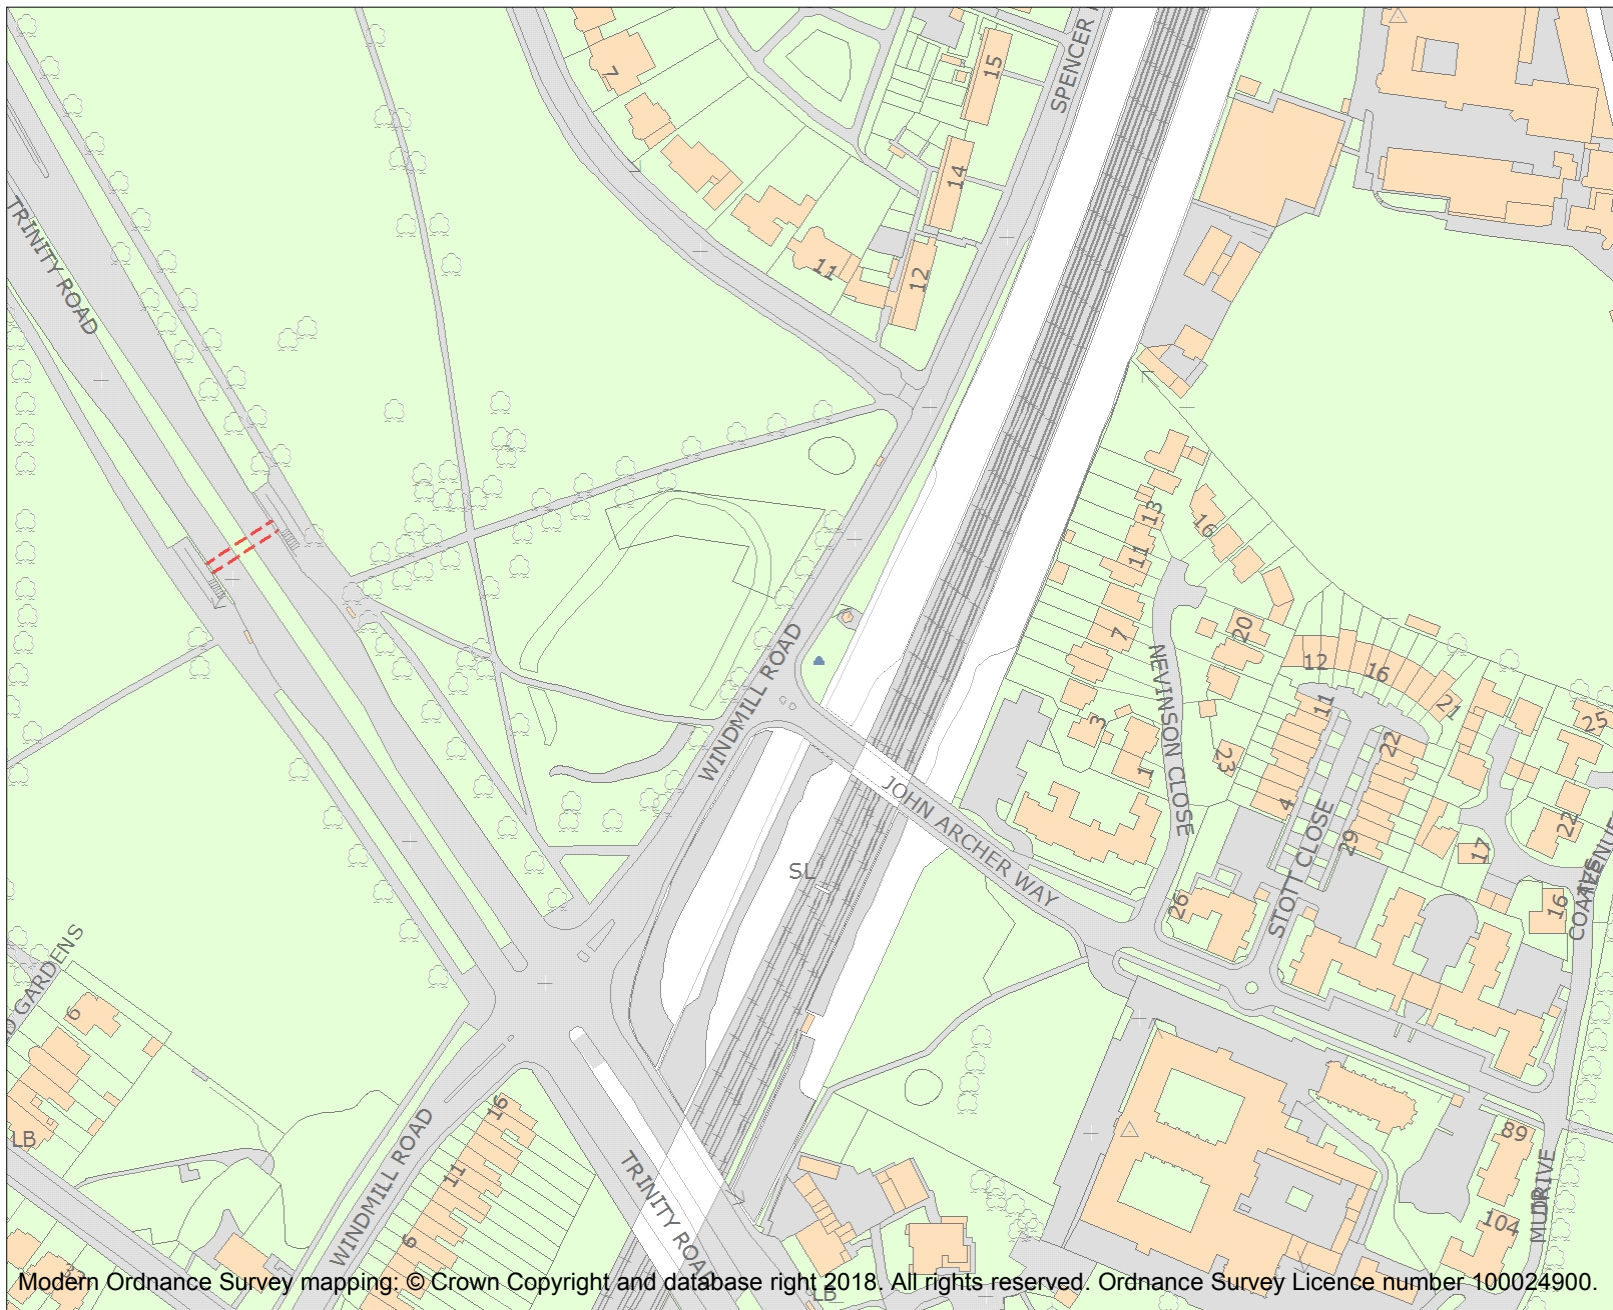 7
15
SPENCER
14
TRINITY ROAD
11
12
13
16
11
7
20
12
16
WINDMILL ROAD
NEVINSON CLOSE
11
21
25
3
22
23
1
JOHN ARCHER WAY
4
STOTT CLOSE
29
22
17
SL
26
16
GARDENS
6
16
89
LB
11
WINDMILL ROAD
TRINITY ROAD
DRIVE
104
6
Modern Ordnance Survey mapping: © Crown Copyright and database right 2018. All rights reserved. Ordnance Survey Licence number 100024900.
LB